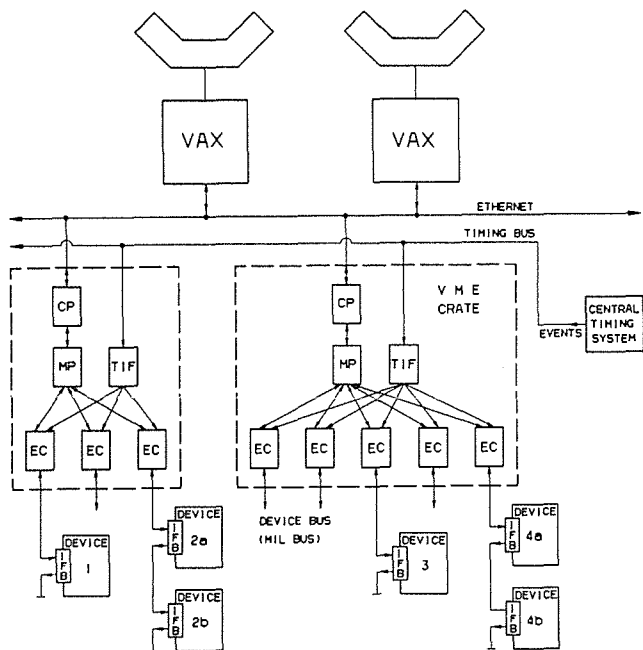 VAX
VAX
ETHERNET
TIMING BUS
CP
CP
V M E
CRATE
CENTRAL
TIMING
SYSTEM
EVENTS
MP
TIF
MP
TIF
EC
EC
EC
EC
EC
EC
EC
EC
DEVICE BUS
(MIL BUS)
DEVICE
2a
IFB
DEVICE
1
IFB
DEVICE
3
IFB
DEVICE
4a
IFB
DEVICE
2b
IFB
DEVICE
4b
IFB